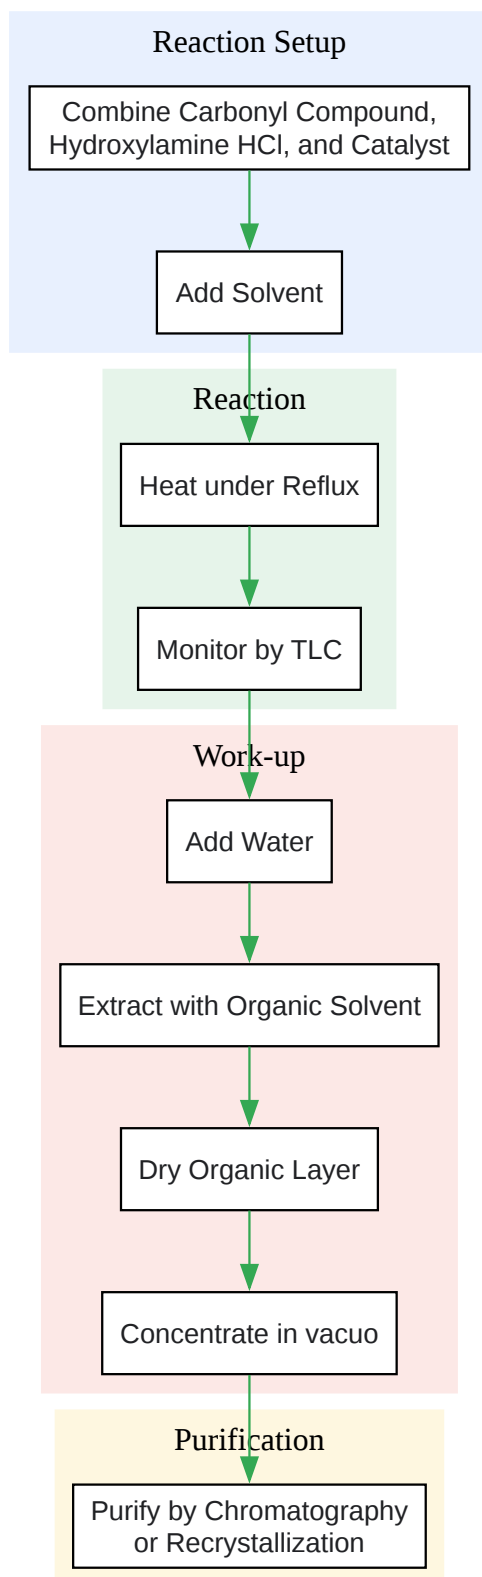 Reaction Setup
Combine Carbonyl Compound,
Hydroxylamine HCl, and Catalyst
Add Solvent
Reaction
Heat under Reflux
Monitor by TLC
Work-up
Add Water
Extract with Organic Solvent
Dry Organic Layer
Concentrate in vacuo
Purification
Purify by Chromatography
or Recrystallization